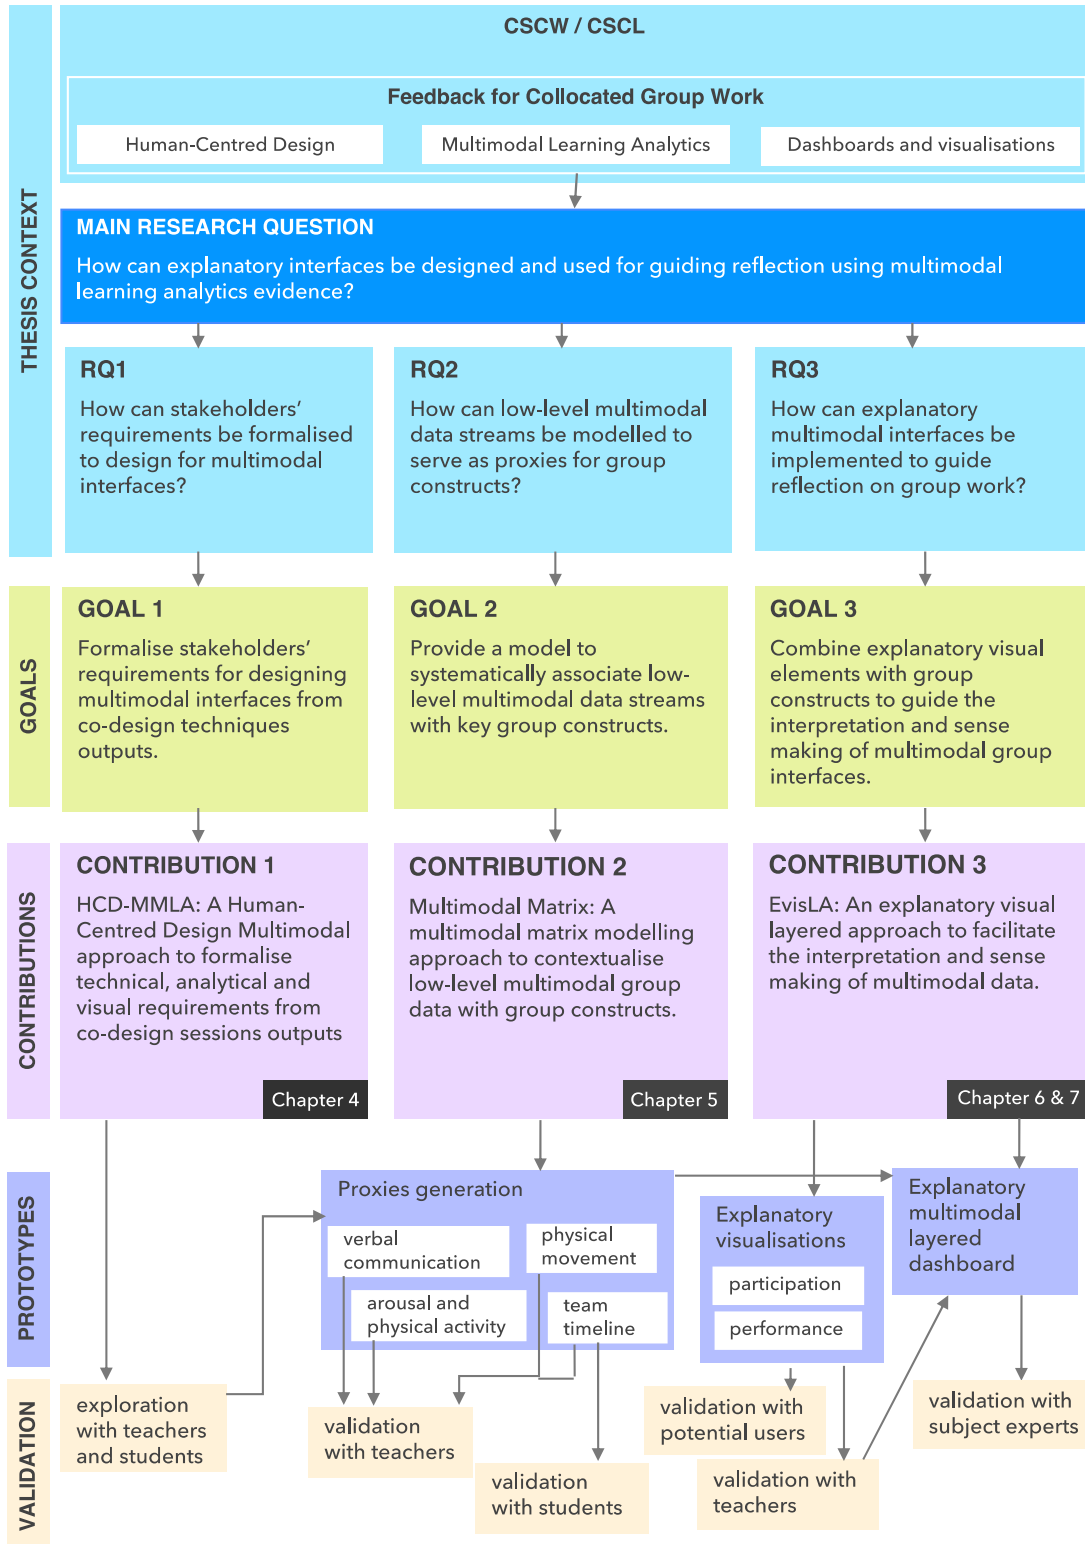 CSCW / CSCL
Feedback for Collocated Group Work
Human-Centred Design
Multimodal Learning Analytics
Dashboards and visualisations
THESIS CONTEXT
MAIN RESEARCH QUESTION
How can explanatory interfaces be designed and used for guiding reflection using multimodal
learning analytics evidence?
RQ1
How can stakeholders’
requirements be formalised
to design for multimodal
interfaces?
RQ2
How can low-level multimodal
data streams be modelled to
serve as proxies for group
constructs?
RQ3
How can explanatory
multimodal interfaces be
implemented to guide
reflection on group work?
GOALS
GOAL 1
Formalise stakeholders’
requirements for designing
multimodal interfaces from
co-design techniques
outputs.
GOAL 2
Provide a model to
systematically associate low-
level multimodal data streams
with key group constructs.
GOAL 3
Combine explanatory visual
elements with group
constructs to guide the
interpretation and sense
making of multimodal group
interfaces.
CONTRIBUTIONS
CONTRIBUTION 1
HCD-MMLA: A Human-
Centred Design Multimodal
approach to formalise
technical, analytical and
visual requirements from
co-design sessions outputs
Chapter 4
CONTRIBUTION 2
Multimodal Matrix: A
multimodal matrix modelling
approach to contextualise
low-level multimodal group
data with group constructs.
Chapter 5
CONTRIBUTION 3
EvisLA: An explanatory visual
layered approach to facilitate
the interpretation and sense
making of multimodal data.
Chapter 6 & 7
PROTOTYPES
Proxies generation
verbal
communication
physical
movement
arousal and
physical activity
team
timeline
Explanatory
visualisations
participation
performance
Explanatory
multimodal
layered
dashboard
VALIDATION
exploration
with teachers
and students
validation
with teachers
validation
with students
validation with
potential users
validation with
teachers
validation with
subject experts